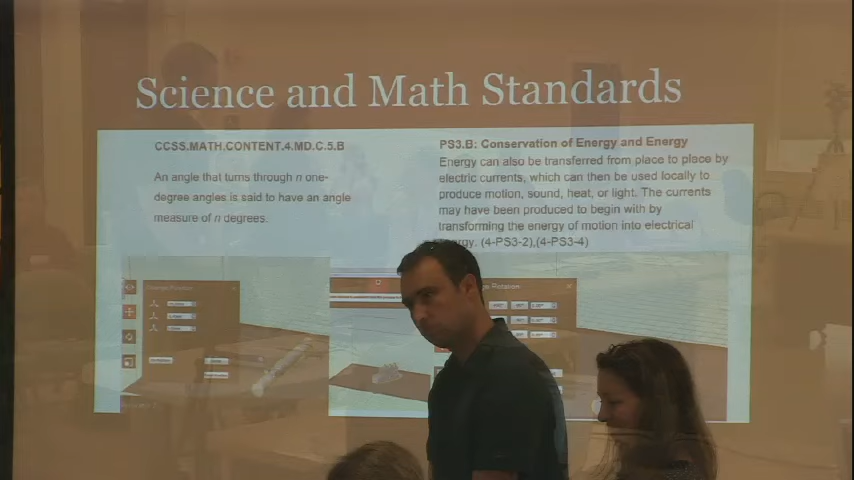 Science and Math Standards
CCSS.MATH.CONTENT.4.MD.C.5.B
An angle that turns through n one-
degree angles is said to have an angle
measure of n degrees.
PS3.B: Conservation of Energy and Energy
Energy can also be transferred from place to place by
electric currents, which can then be used locally to
produce motion, sound, heat, or light. The currents
may have been produced to begin with by
transforming the energy of motion into electrical
(4-PS3-2),(4-PS3-4)
Rotation